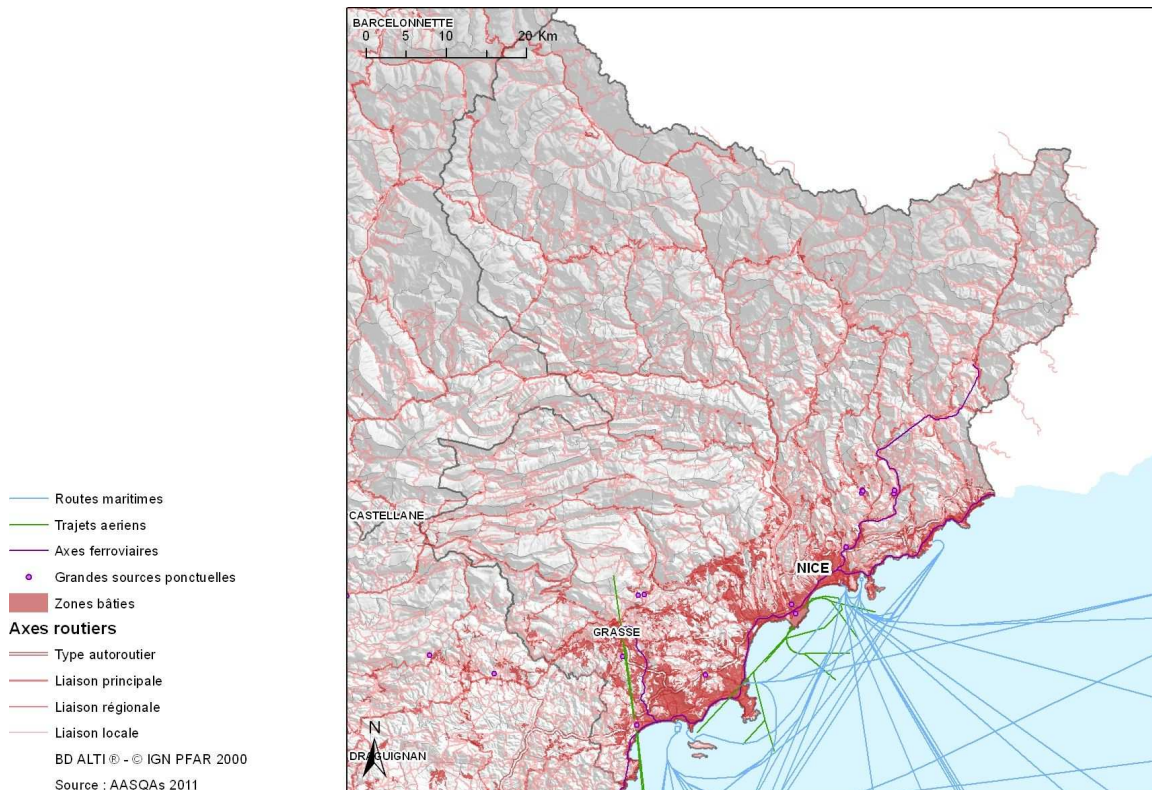 BARCELONNETTE
0 5 10 20 Km
CASTELLANE
NICE
GRASSE
N
DRAGUIGNAN
Routes maritimes
Trajets aeriens
Axes ferroviaires
Grandes sources ponctuelles
Zones bâties
Axes routiers
Type autoroutier
Liaison principale
Liaison régionale
Liaison locale
BD ALTI ® - © IGN PFAR 2000
Source : AASQAs 2011